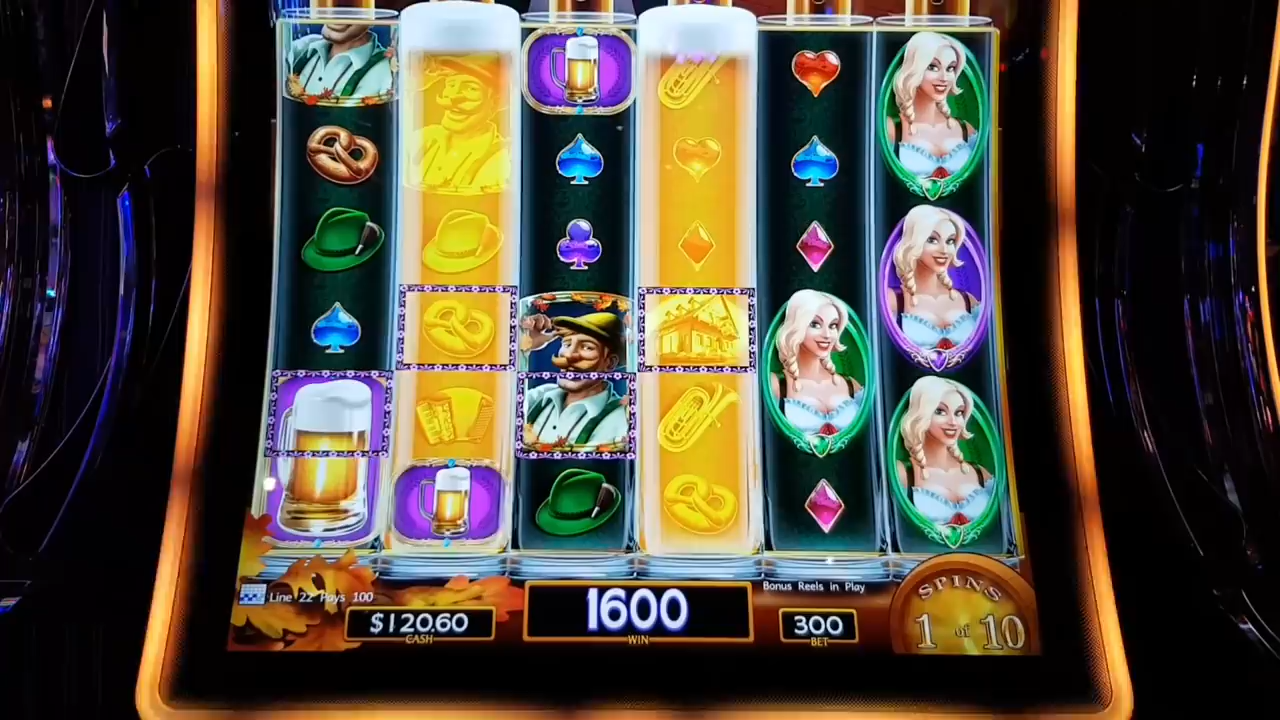 Line 22 Pays 100
$120.60
CASH
1600
WIN
Bonus Reels in Play
300
BET
SPINS
1 of 10